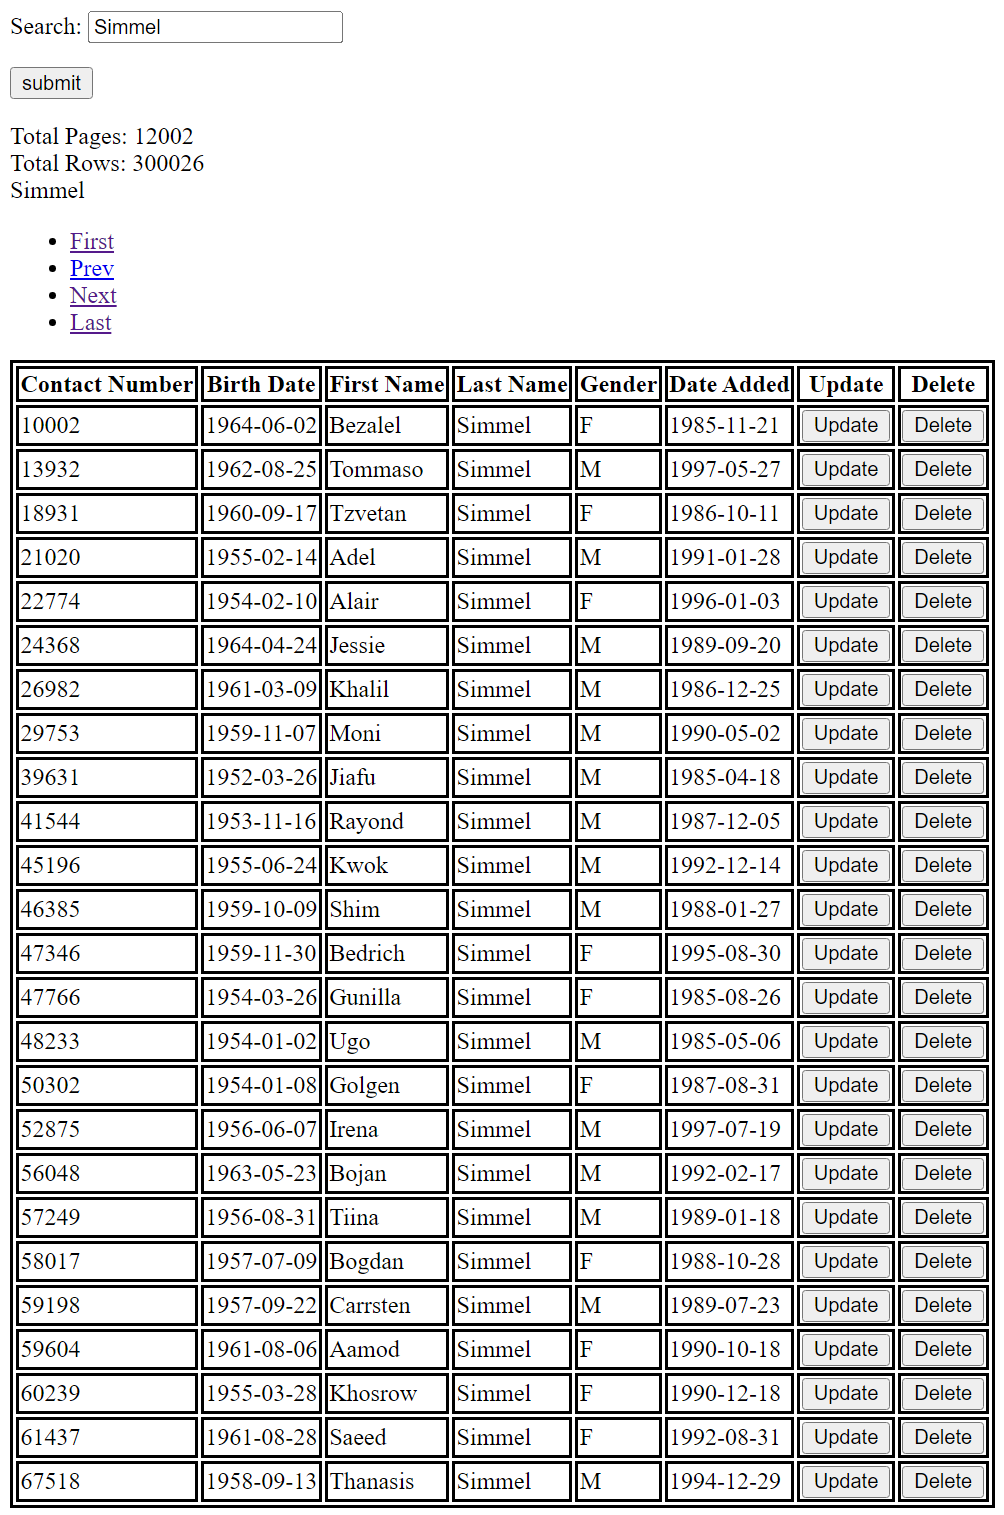 Search: Simmel
submit
Total Pages: 12002
Total Rows: 300026
Simmel
First
Prev
Next
Last
Contact Number Birth Date First Name Last Name Gender Date Added Update Delete
10002 1964-06-02 Bezalel Simmel F 1985-11-21 Update Delete
13932 1962-08-25 Tommaso Simmel M 1997-05-27 Update Delete
18931 1960-09-17 Tzvetan Simmel F 1986-10-11 Update Delete
21020 1955-02-14 Adel Simmel M 1991-01-28 Update Delete
22774 1954-02-10 Alair Simmel F 1996-01-03 Update Delete
24368 1964-04-24 Jessie Simmel M 1989-09-20 Update Delete
26982 1961-03-09 Khalil Simmel M 1986-12-25 Update Delete
29753 1959-11-07 Moni Simmel M 1990-05-02 Update Delete
39631 1952-03-26 Jiafu Simmel M 1985-04-18 Update Delete
41544 1953-11-16 Rayond Simmel M 1987-12-05 Update Delete
45196 1955-06-24 Kwok Simmel M 1992-12-14 Update Delete
46385 1959-10-09 Shim Simmel M 1988-01-27 Update Delete
47346 1959-11-30 Bedrich Simmel F 1995-08-30 Update Delete
47766 1954-03-26 Gunilla Simmel F 1985-08-26 Update Delete
48233 1954-01-02 Ugo Simmel M 1985-05-06 Update Delete
50302 1954-01-08 Golgen Simmel F 1987-08-31 Update Delete
52875 1956-06-07 Irena Simmel M 1997-07-19 Update Delete
56048 1963-05-23 Bojan Simmel M 1992-02-17 Update Delete
57249 1956-08-31 Tiina Simmel M 1989-01-18 Update Delete
58017 1957-07-09 Bogdan Simmel F 1988-10-28 Update Delete
59198 1957-09-22 Carrsten Simmel M 1989-07-23 Update Delete
59604 1961-08-06 Aamod Simmel F 1990-10-18 Update Delete
60239 1955-03-28 Khosrow Simmel F 1990-12-18 Update Delete
61437 1961-08-28 Saeed Simmel F 1992-08-31 Update Delete
67518 1958-09-13 Thanasis Simmel M 1994-12-29 Update Delete